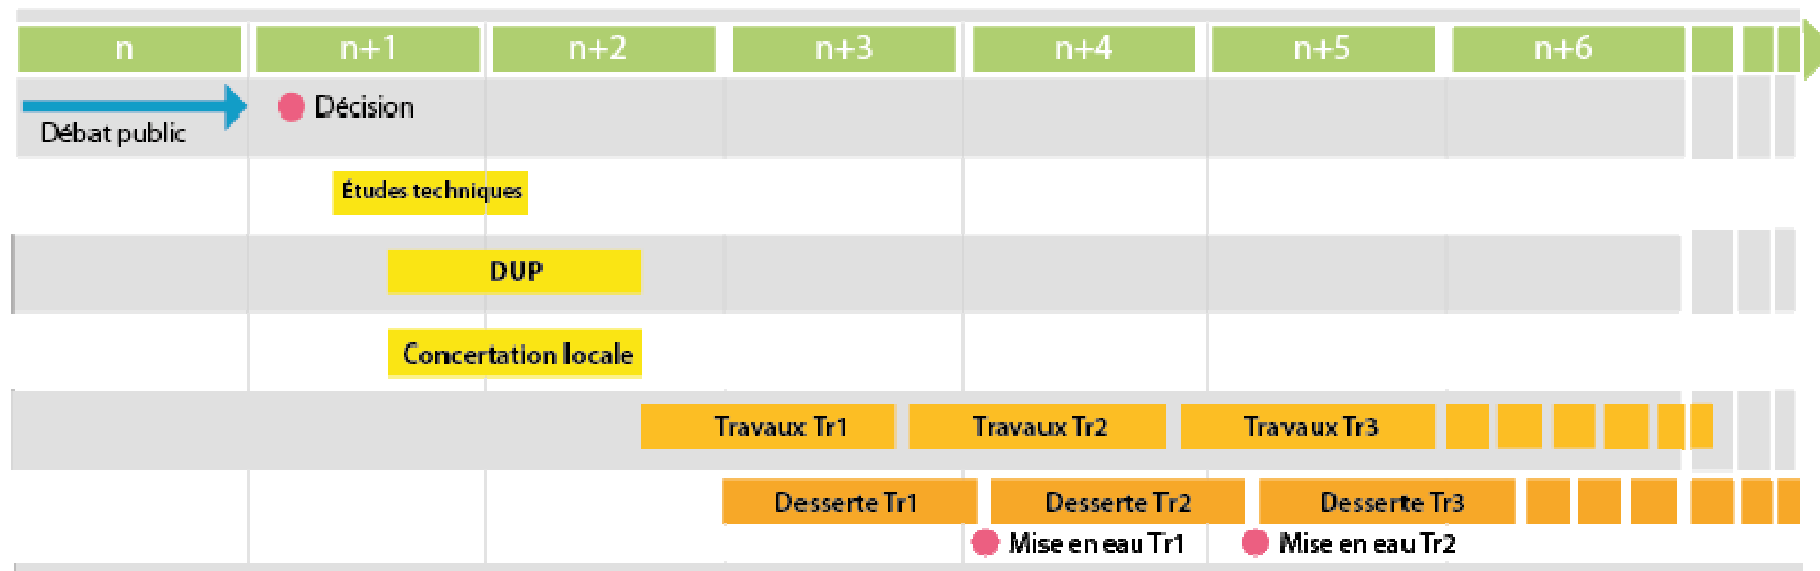 n n+1 n+2 n+3 n+4 n+5 n+6
Décision
Débat public
Études techniques
DUP
Concertation locale
Travaux Tr1 Travaux Tr2 Travaux Tr3
Desserte Tr1 Desserte Tr2 Desserte Tr3
Mise en eau Tr1 Mise en eau Tr2